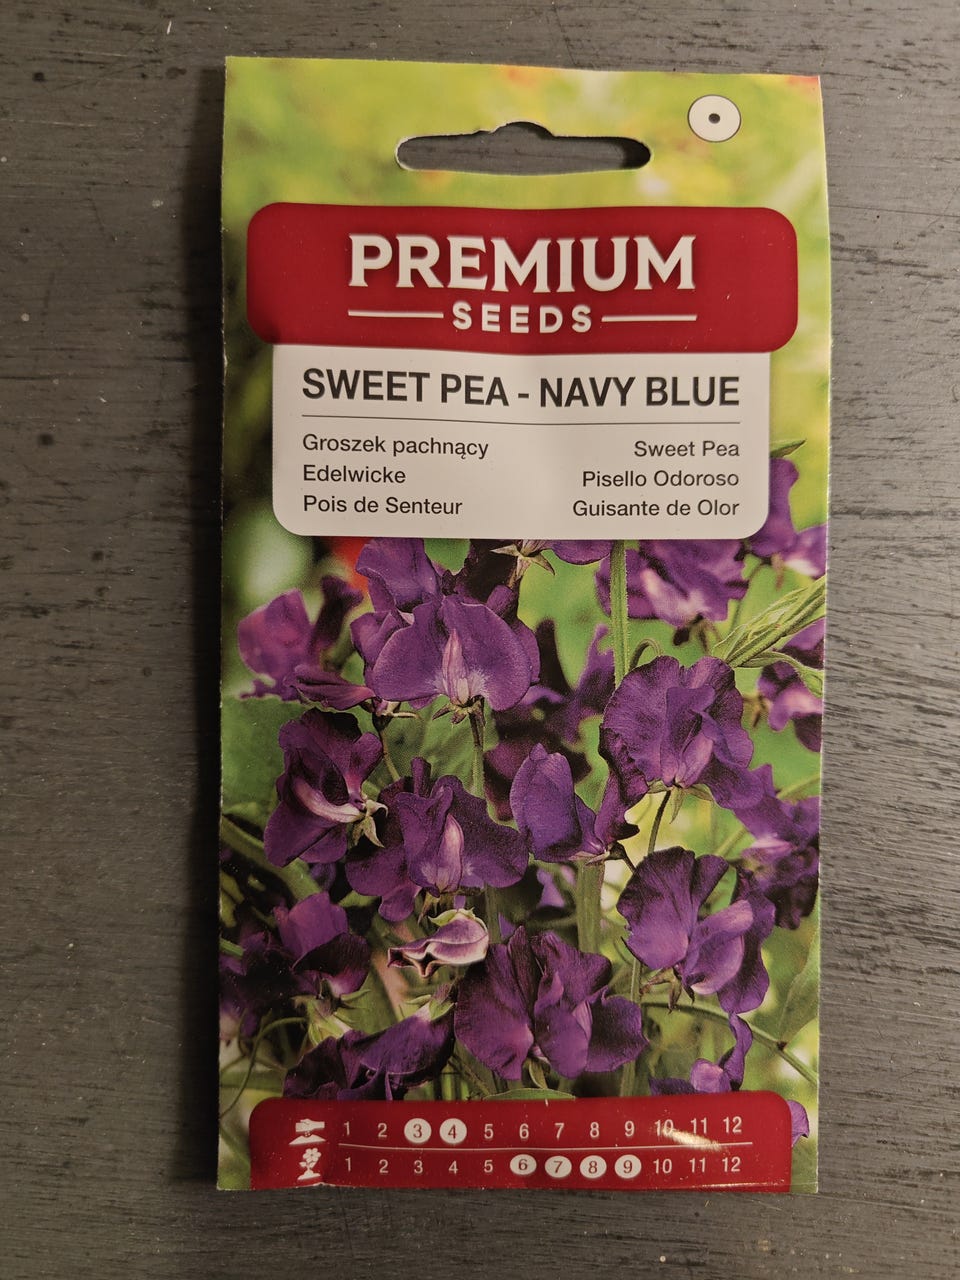 PREMIUM
SEEDS
SWEET PEA - NAVY BLUE
Groszek pachnący
Edelwicke
Pois de Senteur
Sweet Pea
Pisello Odoroso
Guisante de Olor
1 2 3 4 5 6 7 8 9 10 11 12
1 2 3 4 5 6 7 8 9 10 11 12